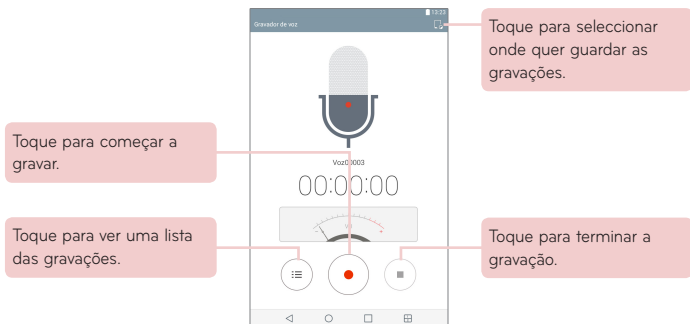 13:23
Gravador de voz
Toque para seleccionar
onde quer guardar as
gravações.
Toque para começar a
gravar.
Voz00003
00:00:00
VU
Toque para ver uma lista
das gravações.
Toque para terminar a
gravação.